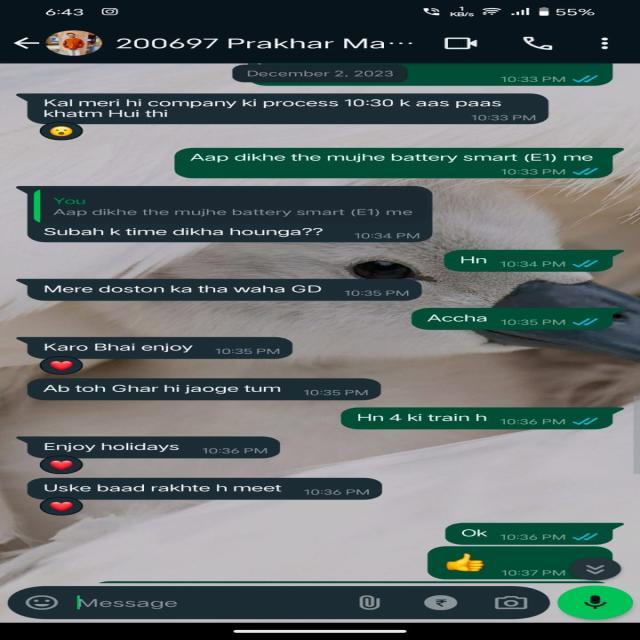 6:43
1
KB/s
55%
200697 Prakhar Ma...
December 2, 2023
10:33 PM
Kal meri hi company ki process 10:30 k aas paas
khatm Hui thi
10:33 PM
Aap dikhe the mujhe battery smart (E1) me
10:33 PM
You
Aap dikhe the mujhe battery smart (E1) me
Subah k time dikha hounga?? 10:34 PM
Hn 10:34 PM
Mere doston ka tha waha GD 10:35 PM
Accha 10:35 PM
Karo Bhai enjoy 10:35 PM
Ab toh Ghar hi jaoge tum 10:35 PM
Hn 4 ki train h 10:36 PM
Enjoy holidays 10:36 PM
Uske baad rakhte h meet 10:36 PM
Ok 10:36 PM
10:37 PM
Message
₹